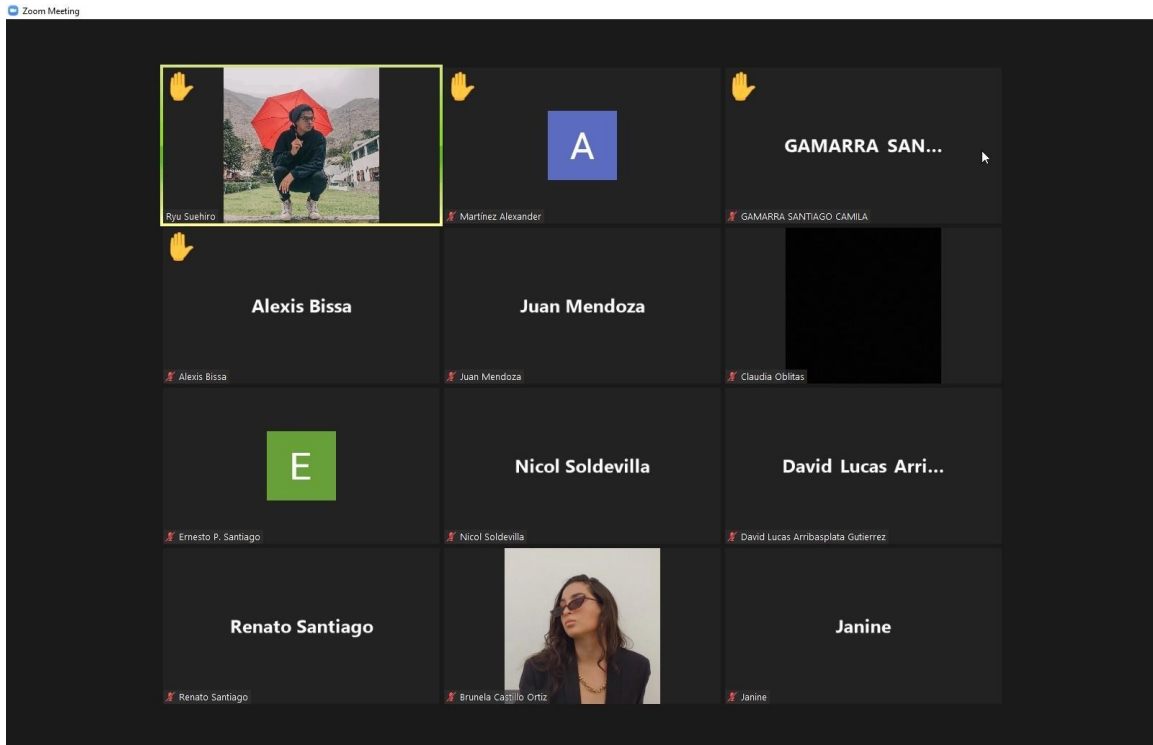 Zoom Meeting
Ryu Suehiro
A
Martínez Alexander
GAMARRA SAN...
GAMARRA SANTIAGO CAMILA
Alexis Bissa
Alexis Bissa
Juan Mendoza
Juan Mendoza
Claudia Oblitas
E
Ernesto P. Santiago
Nicol Soldevilla
Nicol Soldevilla
David Lucas Arri...
David Lucas Arribasplata Gutierrez
Renato Santiago
Renato Santiago
Brunela Castillo Ortiz
Janine
Janine